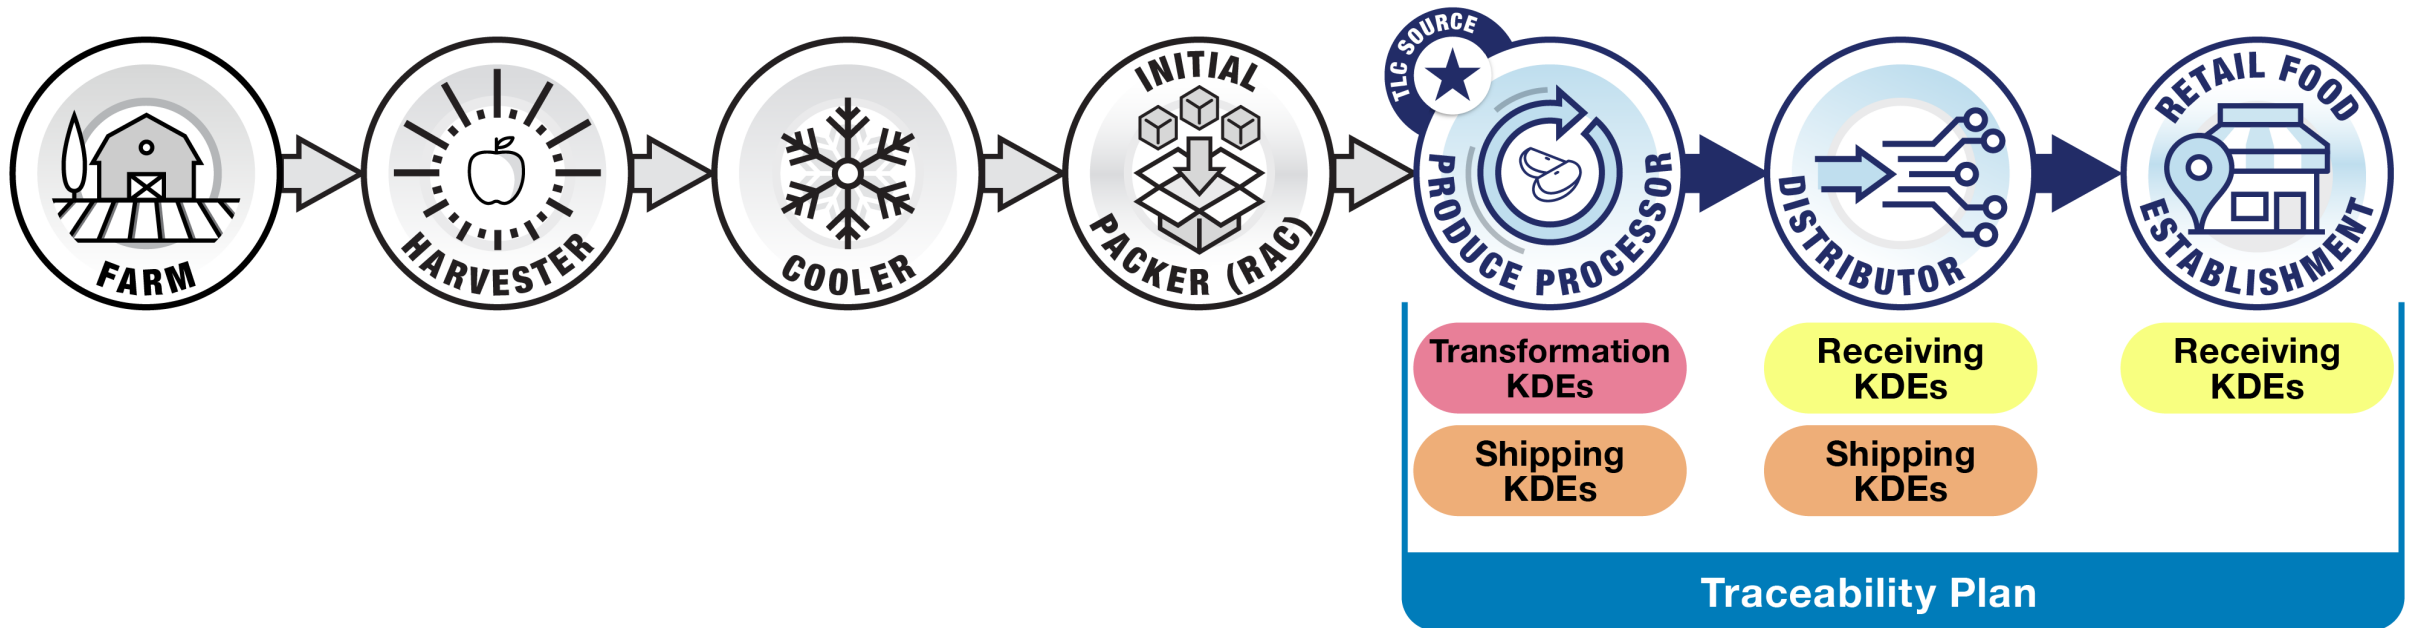 FARM
HARVESTER
COOLER
INITIAL
PACKER (RAC)
TLC SOURCE
PRODUCE PROCESSOR
DISTRIBUTOR
RETAIL FOOD
ESTABLISHMENT
Transformation
KDEs
Shipping
KDEs
Receiving
KDEs
Shipping
KDEs
Receiving
KDEs
Traceability Plan